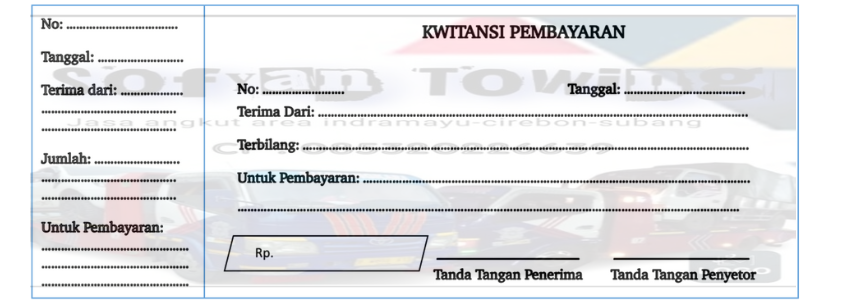 No: ..................................
Tanggal: ..........................
Terima dari: ...................
.........................................
.........................................
Jumlah: ..........................
.........................................
.........................................
Untuk Pembayaran:
.............................................
.............................................
.............................................
KWITANSI PEMBAYARAN
Sofyan Towing
No: .........................
Tanggal: .....................................
Terima Dari: ....................................................................................
Jasa angkut area indramayu-cirebon-subang
Terbilang: ....................................................................................
Untuk Pembayaran: ....................................................................................
....................................................................................
Rp.
Tanda Tangan Penerima
Tanda Tangan Penyetor